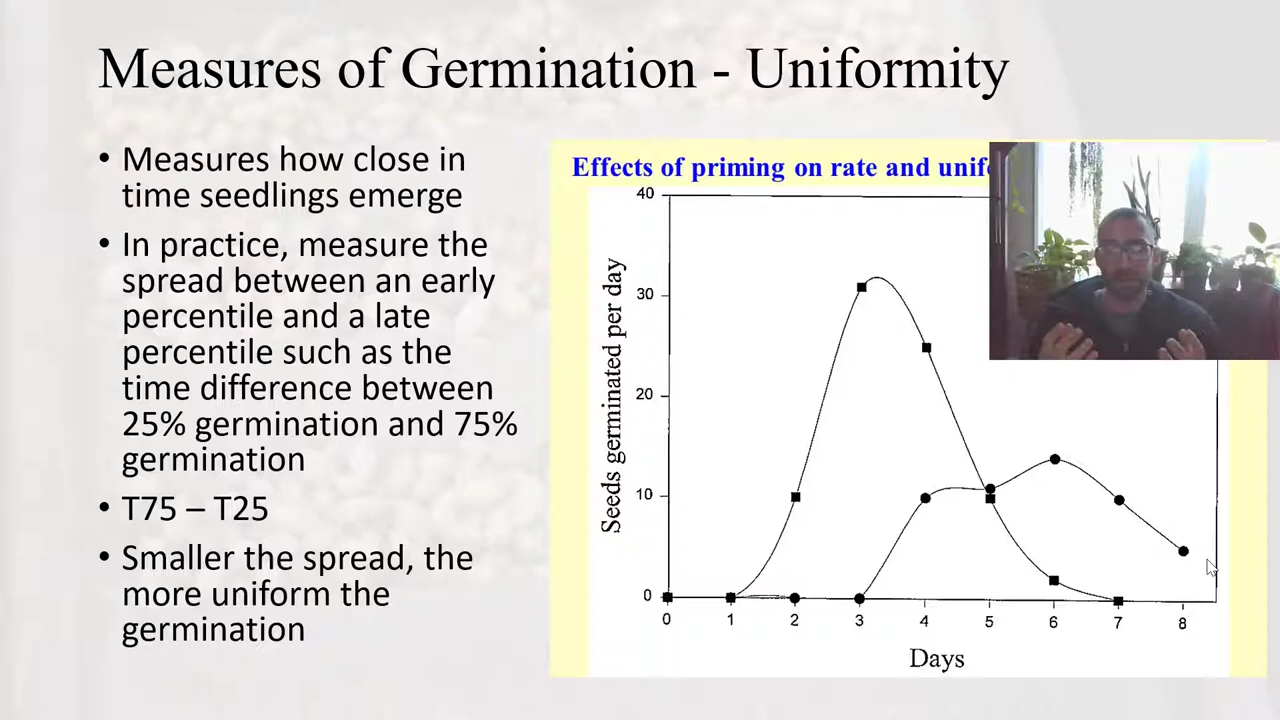 Measures of Germination - Uniformity
• Measures how close in
time seedlings emerge
• In practice, measure the
spread between an early
percentile and a late
percentile such as the
time difference between
25% germination and 75%
germination
• T75 – T25
• Smaller the spread, the
more uniform the
germination
Effects of priming on rate and
Seeds germinated per day
40
30
20
10
0
0 1 2 3 4 5 6 7 8
Days